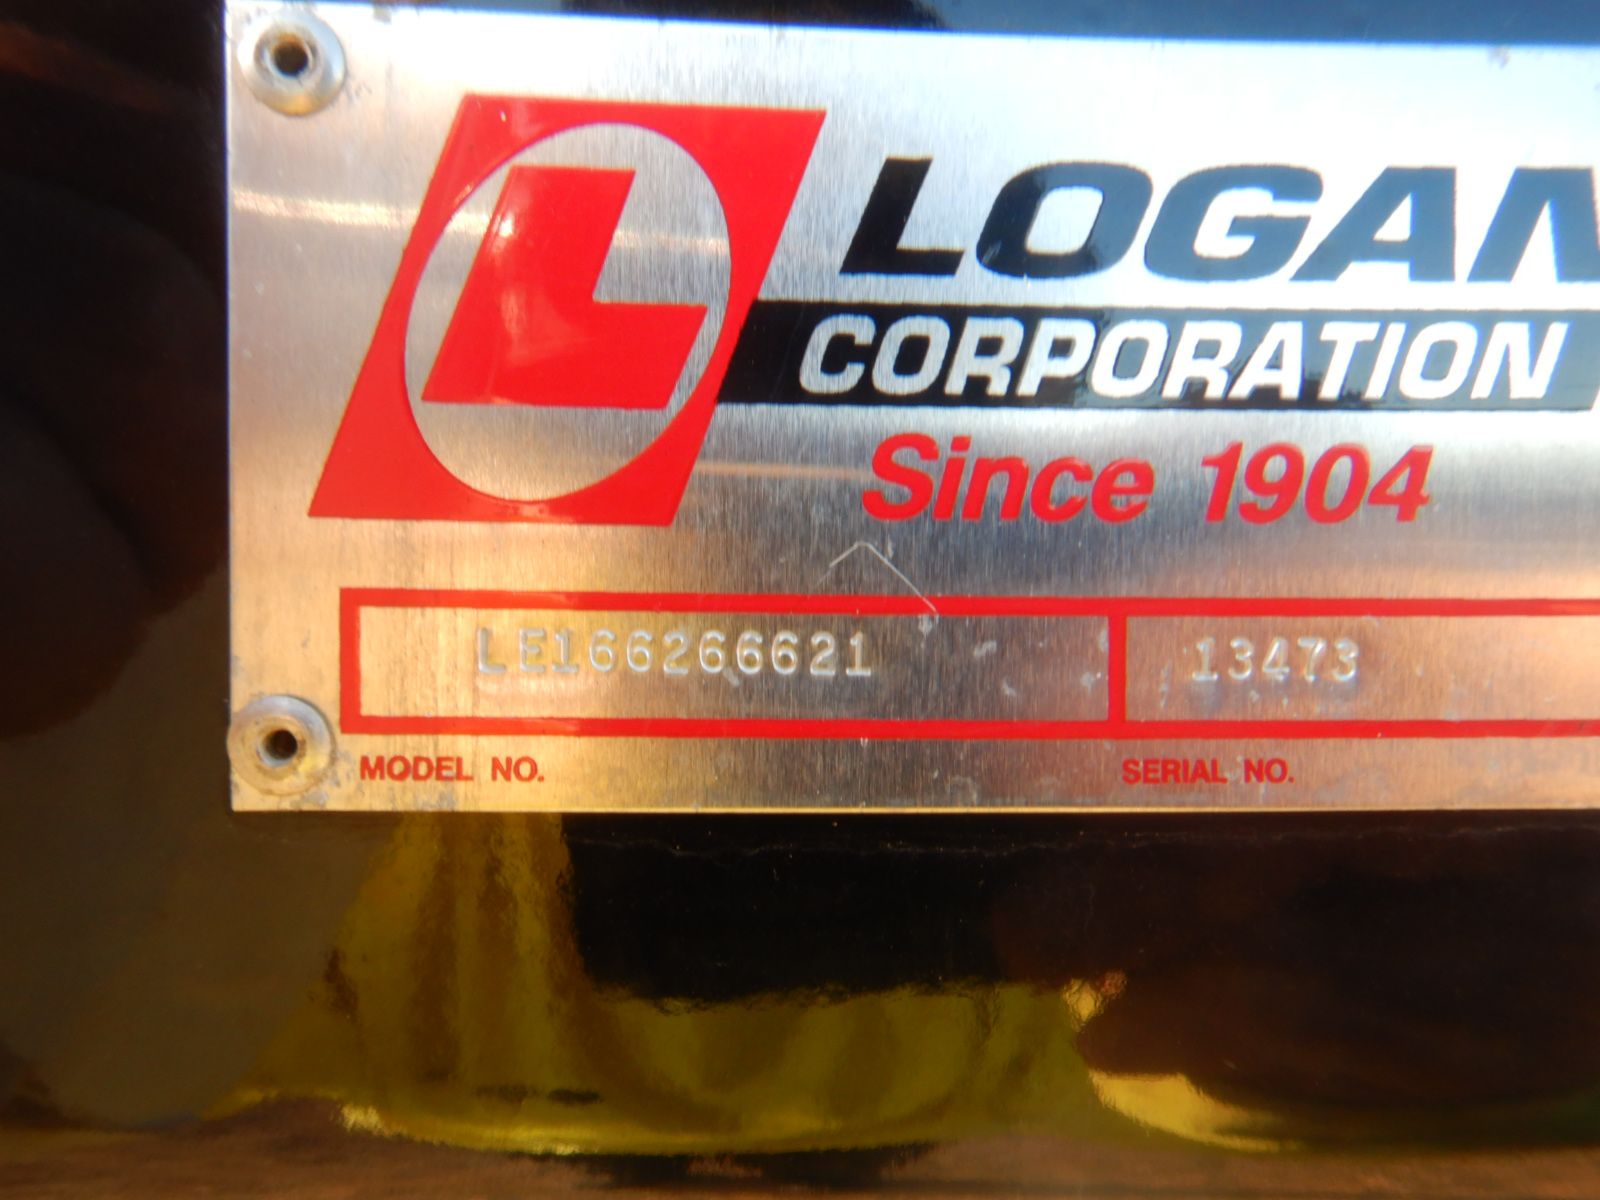 L
LOGAN
CORPORATION
Since 1904
LE166266621 13473
MODEL NO. SERIAL NO.